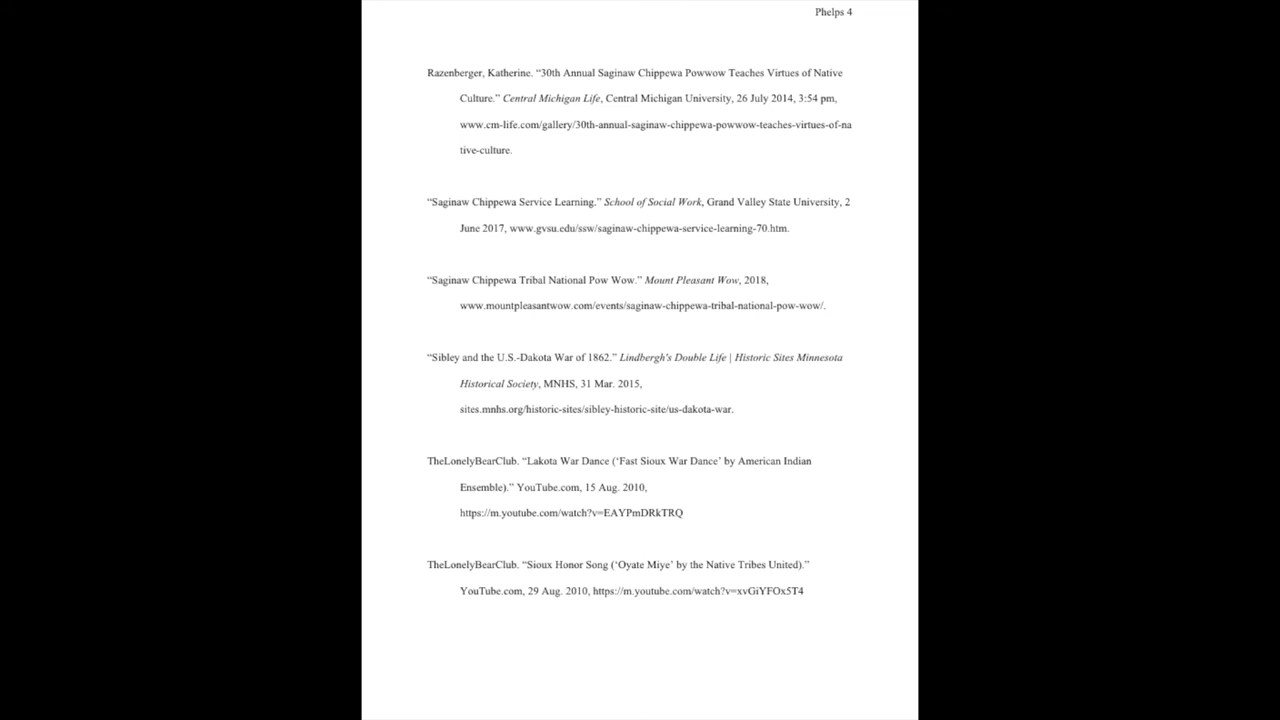 Phelps 4
Razenberger, Katherine. “30th Annual Saginaw Chippewa Powwow Teaches Virtues of Native
Culture.” Central Michigan Life, Central Michigan University, 26 July 2014, 3:54 pm,
www.cm-life.com/gallery/30th-annual-saginaw-chippewa-powwow-teaches-virtues-of-na
tive-culture.
“Saginaw Chippewa Service Learning.” School of Social Work, Grand Valley State University, 2
June 2017, www.gvsu.edu/ssw/saginaw-chippewa-service-learning-70.htm.
“Saginaw Chippewa Tribal National Pow Wow.” Mount Pleasant Wow, 2018,
www.mountpleasantwow.com/events/saginaw-chippewa-tribal-national-pow-wow/.
“Sibley and the U.S.-Dakota War of 1862.” Lindbergh's Double Life | Historic Sites Minnesota
Historical Society, MNHS, 31 Mar. 2015,
sites.mnhs.org/historic-sites/sibley-historic-site/us-dakota-war.
TheLonelyBearClub. “Lakota War Dance (‘Fast Sioux War Dance’ by American Indian
Ensemble).” YouTube.com, 15 Aug. 2010,
https://m.youtube.com/watch?v=EAYPmDRkTRQ
TheLonelyBearClub. “Sioux Honor Song (‘Oyate Miye’ by the Native Tribes United).”
YouTube.com, 29 Aug. 2010, https://m.youtube.com/watch?v=xvGiYFOx5T4